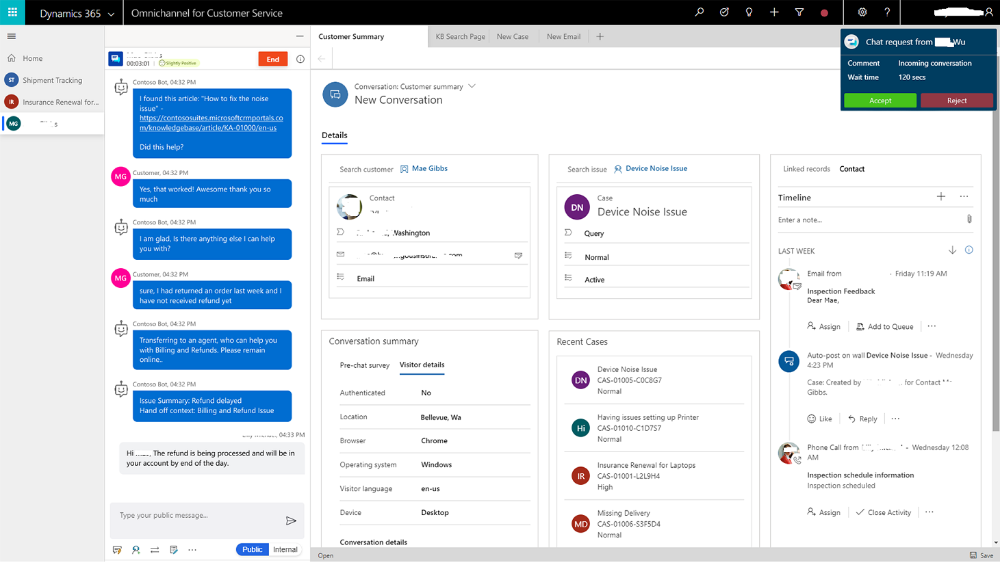 Dynamics 365
Omnichannel for Customer Service
Home
ST
Shipment Tracking
IR
Insurance Renewal for...
MG
00:03:01
Slightly Positive
End
Contoso Bot, 04:32 PM
I found this article: "How to fix the noise
issue" -
https://contososuites.microsoftcrmportals.co
m/knowledgebase/article/KA-01000/en-us
Did this help?
MG
Customer, 04:32 PM
Yes, that worked! Awesome thank you so
much
Contoso Bot, 04:32 PM
I am glad, Is there anything else I can help
you with?
MG
Customer, 04:32 PM
sure, I had returned an order last week and I
have not received refund yet
Contoso Bot, 04:32 PM
Transferring to an agent, who can help you
with Billing and Refunds. Please remain
online..
Contoso Bot, 04:32 PM
Issue Summary: Refund delayed
Hand off context: Billing and Refund Issue
04:33 PM
Hi The refund is being processed and will be in
your account by end of the day.
Type your public message...
Public
Internal
Customer Summary
KB Search Page
New Case
New Email
Conversation: Customer summary
New Conversation
Details
Search customer
Mae Gibbs
Contact
Washington
Email
Conversation summary
Pre-chat survey
Visitor details
Authenticated No
Location Bellevue, Wa
Browser Chrome
Operating system Windows
Visitor language en-us
Device Desktop
Conversation details
Search issue
Device Noise Issue
DN
Case
Device Noise Issue
Query
Normal
Active
Recent Cases
DN
Device Noise Issue
CAS-01005-C0C8G7
Normal
Hi
Having issues setting up Printer
CAS-01010-C1D7S7
Normal
IR
Insurance Renewal for Laptops
CAS-01001-L2L9H4
High
MD
Missing Delivery
CAS-01006-S3F5D4
Normal
Chat request from Wu
Comment Incoming conversation
Wait time 120 secs
Accept
Reject
Linked records
Contact
Timeline
Enter a note...
LAST WEEK
Email from - Friday 11:19 AM
Inspection Feedback
Dear Mae,
Assign
Add to Queue
Auto-post on wall Device Noise Issue - Wednesday
4:23 PM
Case: Created by for Contact
Gibbs.
Like
Reply
Phone Call from - Wednesday 12:08
AM
Inspection schedule information
Inspection scheduled
Assign
Close Activity
Open
Save